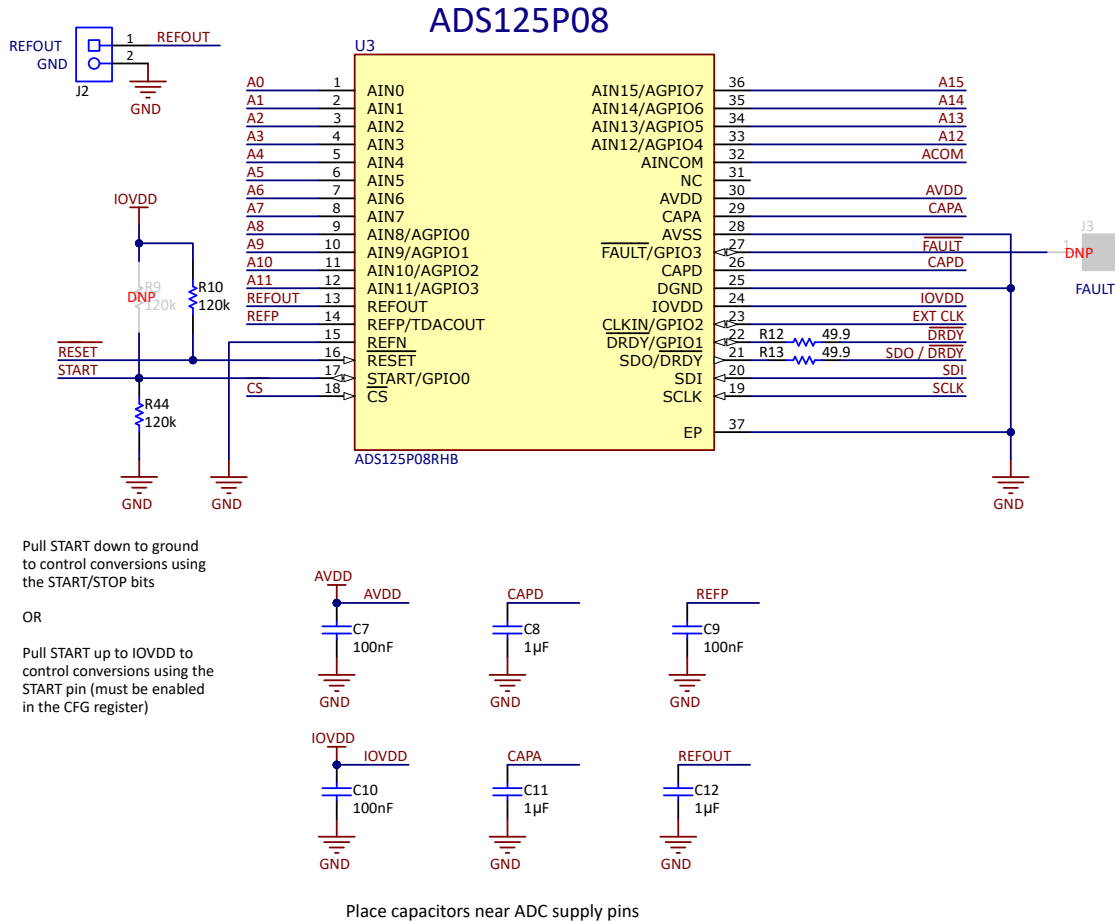 ADS125P08
REFOUT
GND
1
2
REFOUT
J2
GND
U3
A0 1 AIN0
A1 2 AIN1
A2 3 AIN2
A3 4 AIN3
A4 5 AIN4
A5 6 AIN5
A6 7 AIN6
A7 8 AIN7
A8 9 AIN8/AGPIO0
A9 10 AIN9/AGPIO1
A10 11 AIN10/AGPIO2
A11 12 AIN11/AGPIO3
REFOUT 13 REFOUT
REFP 14 REFP/TDACOUT
15 REFN
RESET 16 RESET
START 17 START/GPIO0
CS 18 CS
AIN15/AGPIO7 36 A15
AIN14/AGPIO6 35 A14
AIN13/AGPIO5 34 A13
AIN12/AGPIO4 33 A12
AINCOM 32 ACOM
NC 31
AVDD 30 AVDD
CAPA 29 CAPA
AVSS 28
FAULT/GPIO3 27 FAULT
CAPD 26 CAPD
DGND 25
IOVDD 24 IOVDD
CLKIN/GPIO2 23 EXT CLK
DRDY/GPIO1 22 R12 49.9 DRDY
SDO/DRDY 21 R13 49.9 SDO / DRDY
SDI 20 SDI
SCLK 19 SCLK
EP 37
ADS125P08RHB
J3
1
DNP
FAULT
IOVDD
R9
DNP
120k
R10
120k
R44
120k
GND
GND
GND
Pull START down to ground
to control conversions using
the START/STOP bits
OR
Pull START up to IOVDD to
control conversions using the
START pin (must be enabled
in the CFG register)
AVDD
AVDD
C7
100nF
GND
CAPD
C8
1µF
GND
REFP
C9
100nF
GND
IOVDD
IOVDD
C10
100nF
GND
CAPA
C11
1µF
GND
REFOUT
C12
1µF
GND
Place capacitors near ADC supply pins